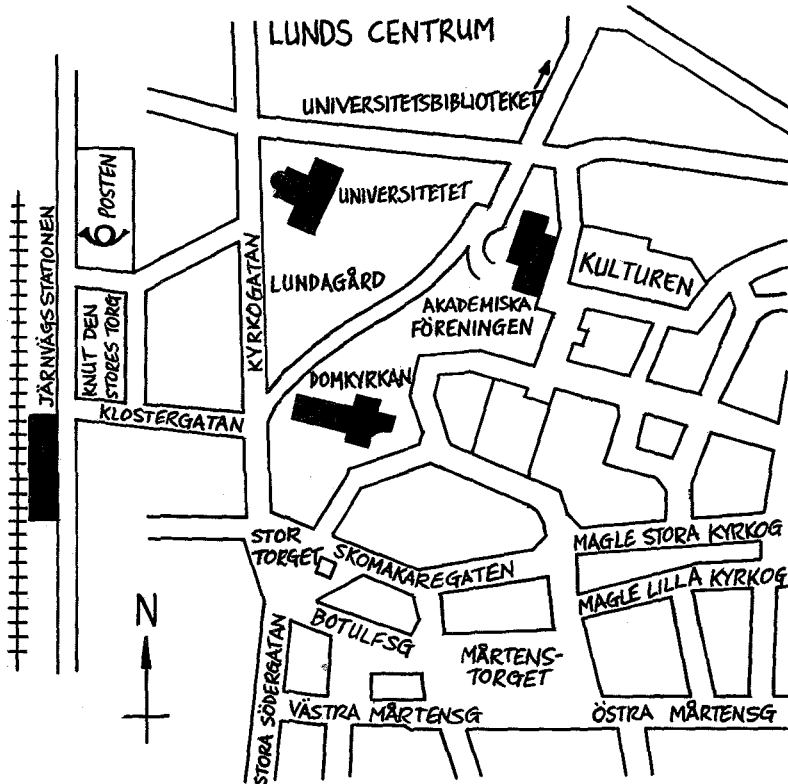 LUNDS CENTRUM
UNIVERSITETSBIBLIOTEKET
POSTEN
UNIVERSITETET
JÄRNVÄGSSTATIONEN
KYRKOGATAN
LUNDAGÅRD
KULTUREN
AKADEMISKA
FÖRENINGEN
KNUT DEN
STORES TORG
DOMKYRKAN
KLOSTERGATAN
STOR
TORGET
SKOMAKAREGATEN
MAGLE STORA KYRKOG
MAGLE LILLA KYRKOG
N
BOTULFSG
MÅRTENS-
TORGET
STORA SÖDERGATAN
VÄSTRA MÅRTENSG
ÖSTRA MÅRTENSG